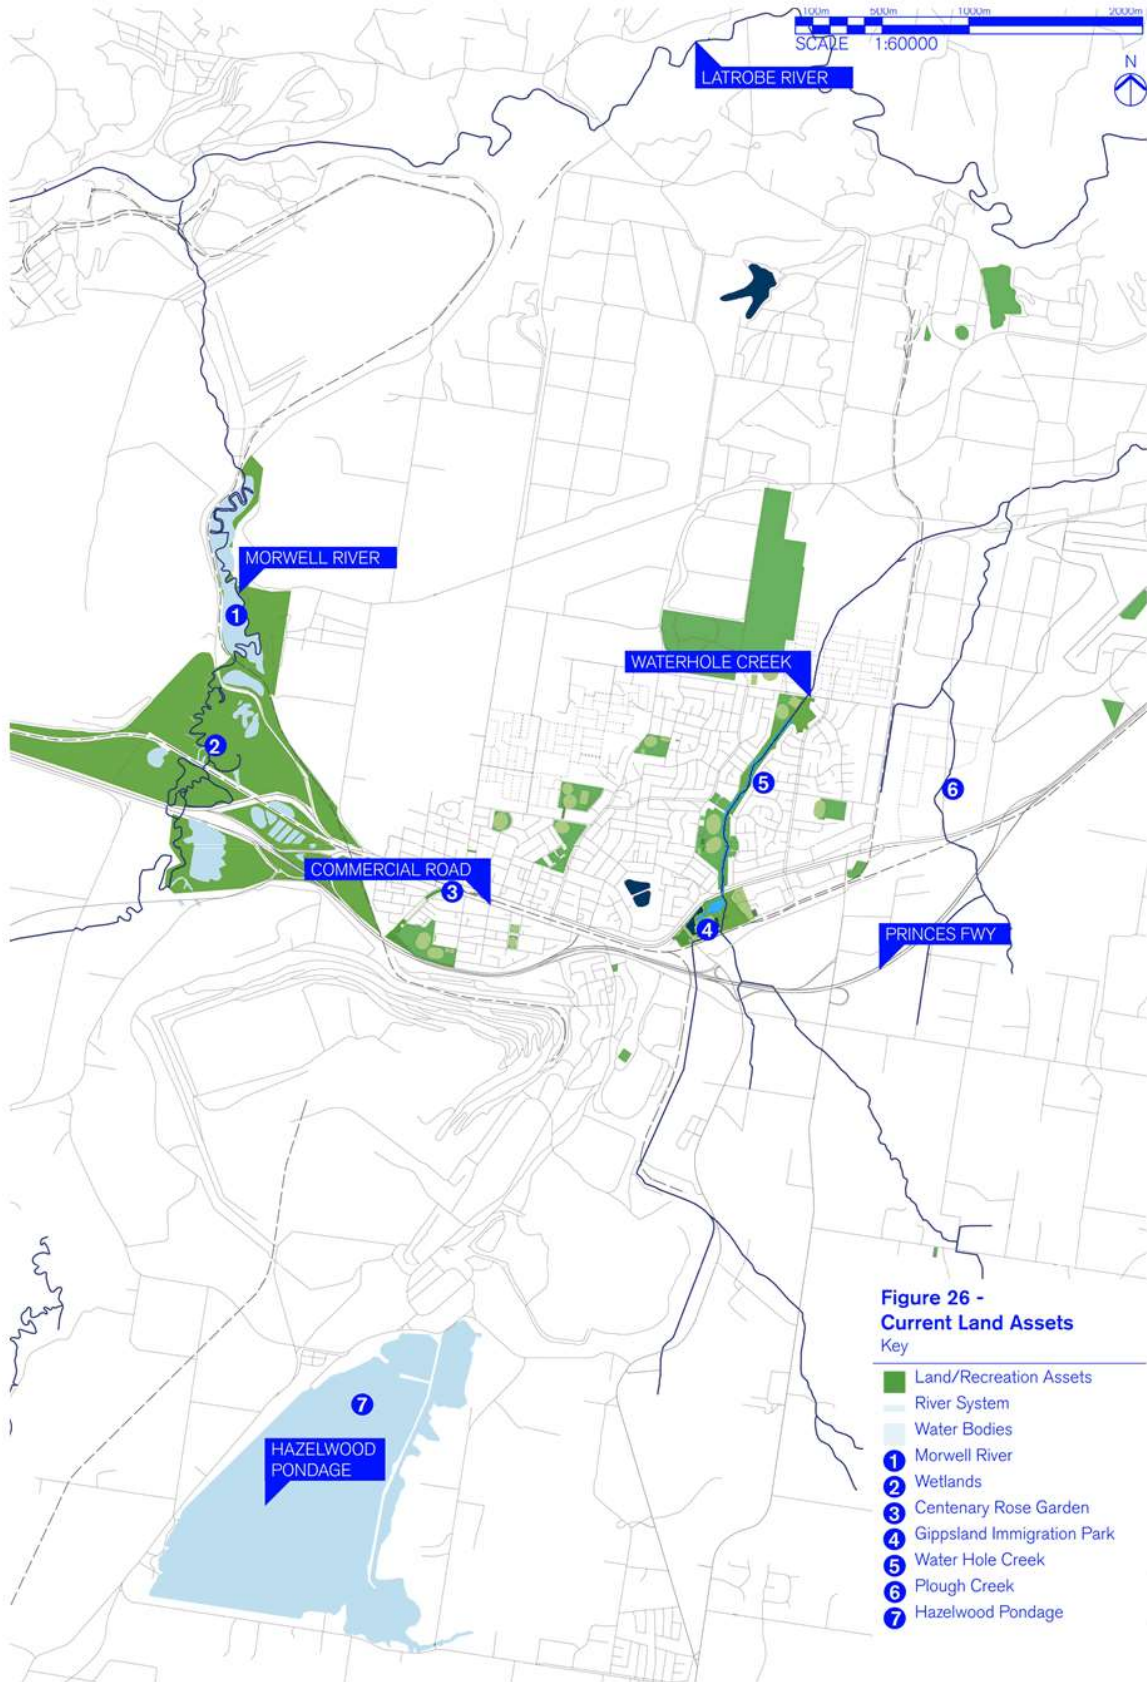 100m 500m 1000m 2000m
SCALE 1:60000
N
LATROBE RIVER
MORWELL RIVER
1
WATERHOLE CREEK
2
5
6
COMMERCIAL ROAD
3
4
PRINCES FWY
7
HAZELWOOD
PONDAGE
Figure 26 -
Current Land Assets
Key
Land/Recreation Assets
River System
Water Bodies
1 Morwell River
2 Wetlands
3 Centenary Rose Garden
4 Gippsland Immigration Park
5 Water Hole Creek
6 Plough Creek
7 Hazelwood Pondage